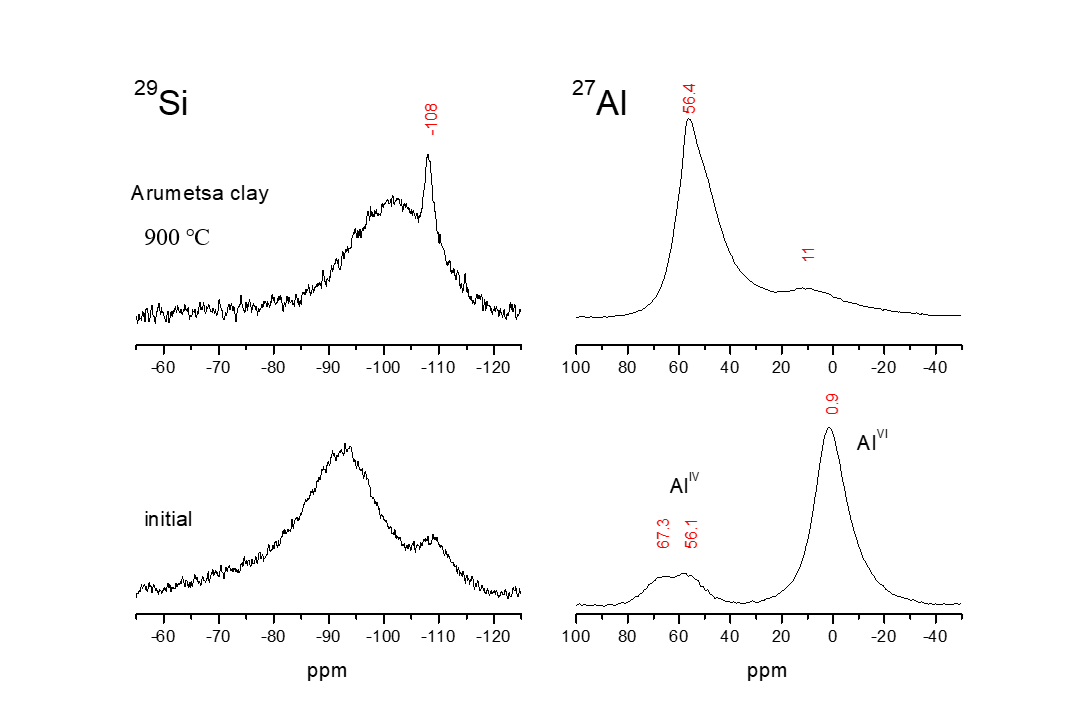 ²⁹Si
-108
Arumetsa clay
900 °C
-60 -70 -80 -90 -100 -110 -120
²⁷Al
56.4
11
100 80 60 40 20 0 -20 -40
initial
-60 -70 -80 -90 -100 -110 -120
ppm
0.9
Alⱽᴵ
Alᴵⱽ
67.3
56.1
100 80 60 40 20 0 -20 -40
ppm